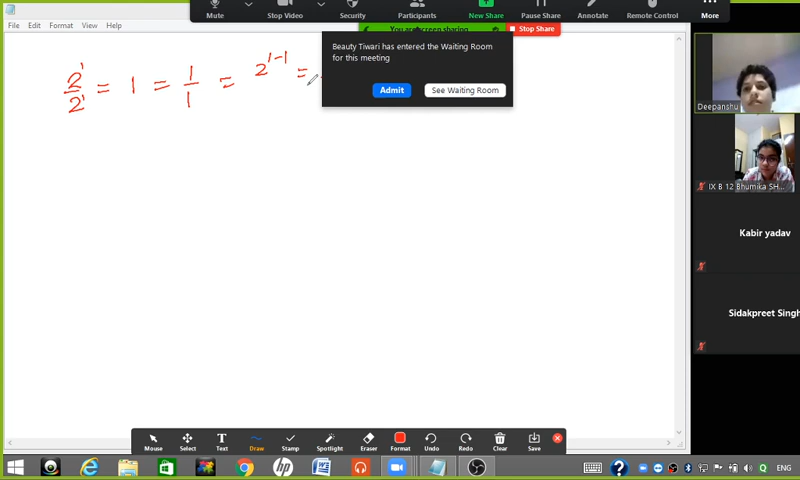 Mute
Stop Video
Security
Participants
New Share
Pause Share
Annotate
Remote Control
More
Stop Share
File Edit Format View Help
Beauty Tiwari has entered the Waiting Room
for this meeting
Admit
See Waiting Room
2¹/2¹ = 1 = 1/1 = 2¹⁻¹ =
Deepanshu
IX B 12 Bhumika SH...
Kabir yadav
Sidakpreet Singh
Mouse
Select
Text
Draw
Stamp
Spotlight
Eraser
Format
Undo
Redo
Clear
Save
ENG